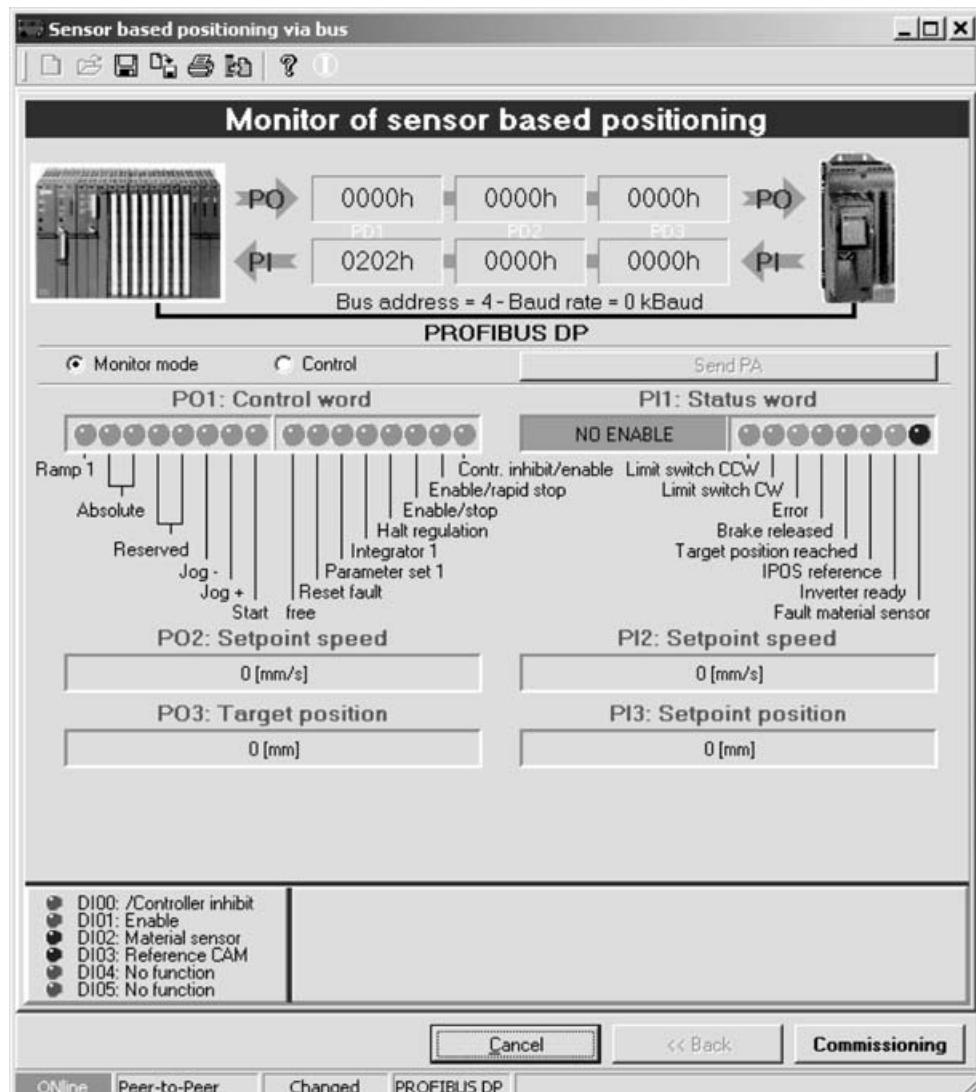 Sensor based positioning via bus
Monitor of sensor based positioning
PO 0000h 0000h 0000h PO
PD1 PD2 PD3
PI 0202h 0000h 0000h PI
Bus address = 4 - Baud rate = 0 kBaud
PROFIBUS DP
Monitor mode Control Send PA
PO1: Control word PI1: Status word
NO ENABLE
Ramp 1 Contr. inhibit/enable Limit switch CCW
Enable/rapid stop Limit switch CW
Absolute Enable/stop Error
Halt regulation Brake released
Reserved Integrator 1 Target position reached
Jog - Parameter set 1 IPOS reference
Jog + Reset fault Inverter ready
Start free Fault material sensor
PO2: Setpoint speed PI2: Setpoint speed
0 [mm/s] 0 [mm/s]
PO3: Target position PI3: Setpoint position
0 [mm] 0 [mm]
DI00: /Controller inhibit
DI01: Enable
DI02: Material sensor
DI03: Reference CAM
DI04: No function
DI05: No function
Cancel << Back Commissioning
ONline Peer-to-Peer Changed PROFIBUS DP